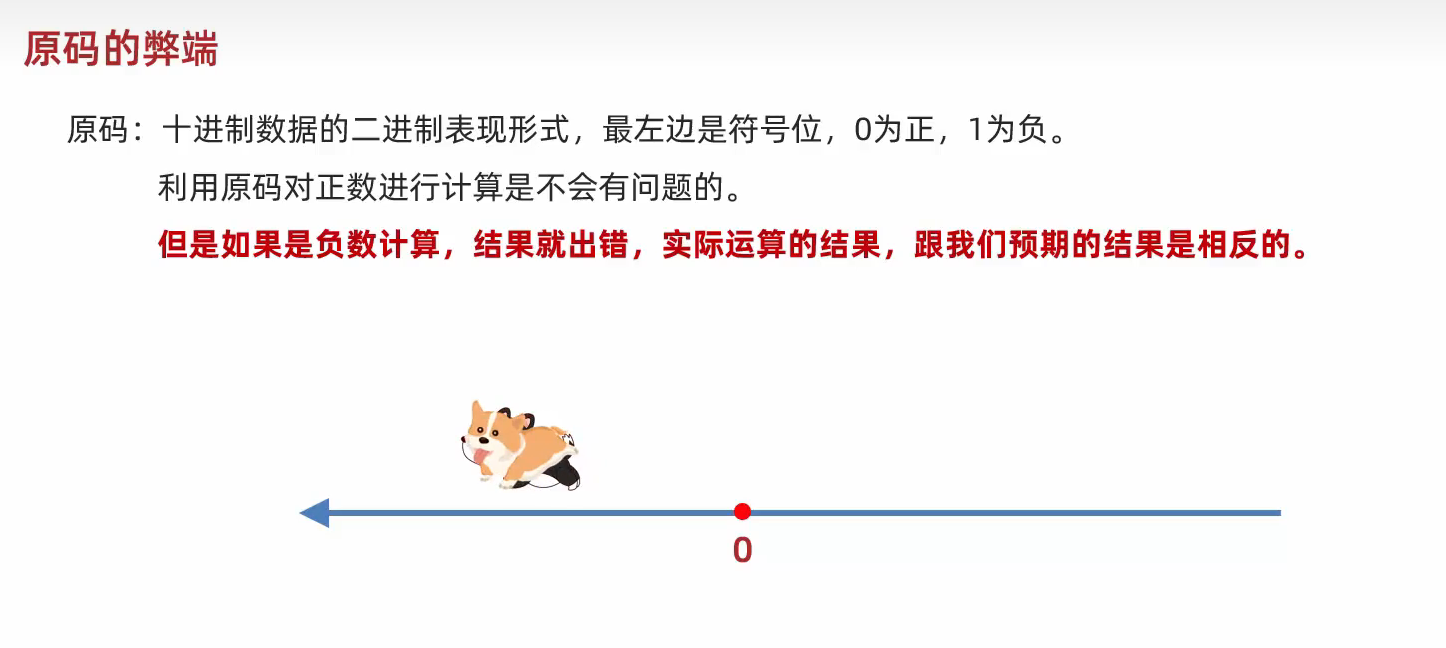 原码的弊端
原码：十进制数据的二进制表现形式，最左边是符号位，0为正，1为负。
利用原码对正数进行计算是不会有问题的。
但是如果是负数计算，结果就出错，实际运算的结果，跟我们预期的结果是相反的。
0